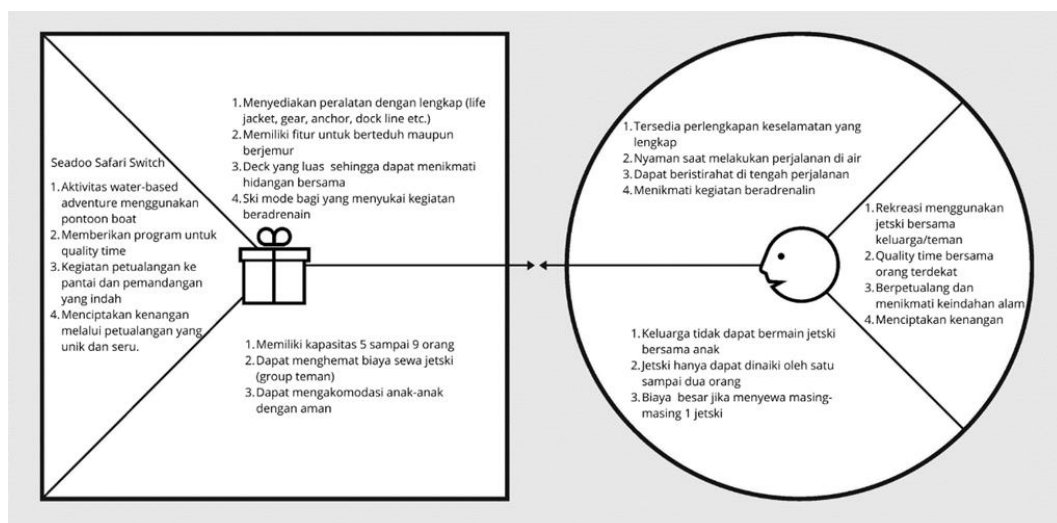 Seadoo Safari Switch
1. Aktivitas water-based
adventure menggunakan
pontoon boat
2. Memberikan program untuk
quality time
3. Kegiatan petualangan ke
pantai dan pemandangan
yang indah
4. Menciptakan kenangan
melalui petualangan yang
unik dan seru.
1. Menyediakan peralatan dengan lengkap (life
jacket, gear, anchor, dock line etc.)
2. Memiliki fitur untuk berteduh maupun
berjemur
3. Deck yang luas sehingga dapat menikmati
hidangan bersama
4. Ski mode bagi yang menyukai kegiatan
beradrenain
1. Memiliki kapasitas 5 sampai 9 orang
2. Dapat menghemat biaya sewa jetski
(group teman)
3. Dapat mengakomodasi anak-anak
dengan aman
1. Tersedia perlengkapan keselamatan yang
lengkap
2. Nyaman saat melakukan perjalanan di air
3. Dapat beristirahat di tengah perjalanan
4. Menikmati kegiatan beradrenalin
1. Rekreasi menggunakan
jetski bersama
keluarga/teman
2. Quality time bersama
orang terdekat
3. Berpetualang dan
menikmati keindahan alam
4. Menciptakan kenangan
1. Keluarga tidak dapat bermain jetski
bersama anak
2. Jetski hanya dapat dinaiki oleh satu
sampai dua orang
3. Biaya besar jika menyewa masing-
masing 1 jetski